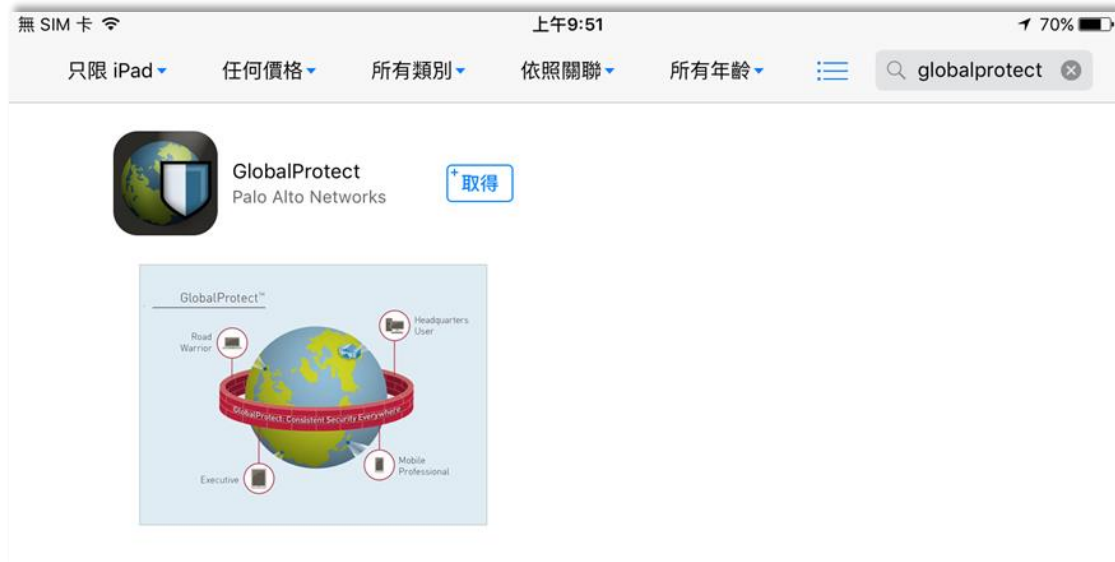 無 SIM 卡
上午9:51
70%
只限 iPad
任何價格
所有類別
依照關聯
所有年齡
globalprotect
GlobalProtect
Palo Alto Networks
+取得
GlobalProtect™
Headquarters
User
Road
Warrior
GlobalProtect: Consistent Security Everywhere
Mobile
Professional
Executive